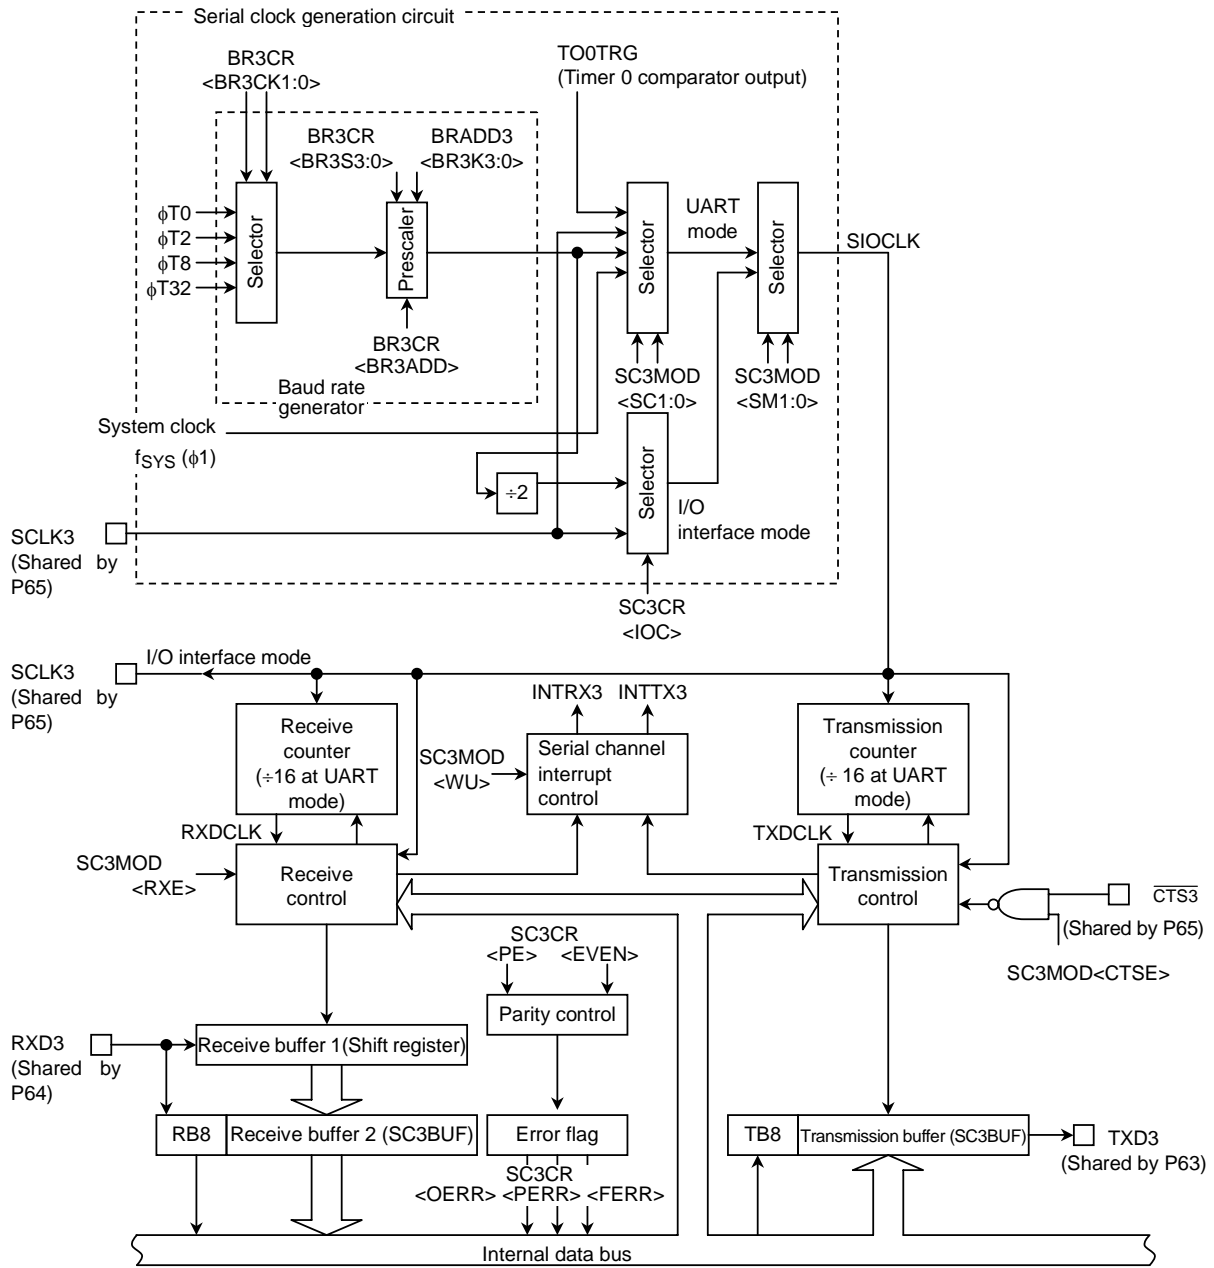 Serial clock generation circuit
BR3CR
<BR3CK1:0>
TO0TRG
(Timer 0 comparator output)
BR3CR
<BR3S3:0>
BRADD3
<BR3K3:0>
φT0
φT2
φT8
φT32
Selector
Prescaler
BR3CR
<BR3ADD>
Baud rate
generator
Selector
UART
mode
Selector
SIOCLK
SC3MOD
<SC1:0>
SC3MOD
<SM1:0>
System clock
fSYS (φ1)
÷2
Selector
I/O
interface mode
SCLK3
(Shared by
P65)
SC3CR
<IOC>
SCLK3
(Shared by
P65)
I/O interface mode
Receive
counter
(÷16 at UART
mode)
INTRX3
INTTX3
SC3MOD
<WU>
Serial channel
interrupt
control
Transmission
counter
(÷ 16 at UART
mode)
RXDCLK
TXDCLK
SC3MOD
<RXE>
Receive
control
Transmission
control
CTS3
(Shared by P65)
SC3MOD<CTSE>
SC3CR
<PE>
<EVEN>
Parity control
RXD3
(Shared by
P64)
Receive buffer 1(Shift register)
RB8
Receive buffer 2 (SC3BUF)
Error flag
TB8
Transmission buffer (SC3BUF)
TXD3
(Shared by P63)
SC3CR
<OERR>
<PERR>
<FERR>
Internal data bus